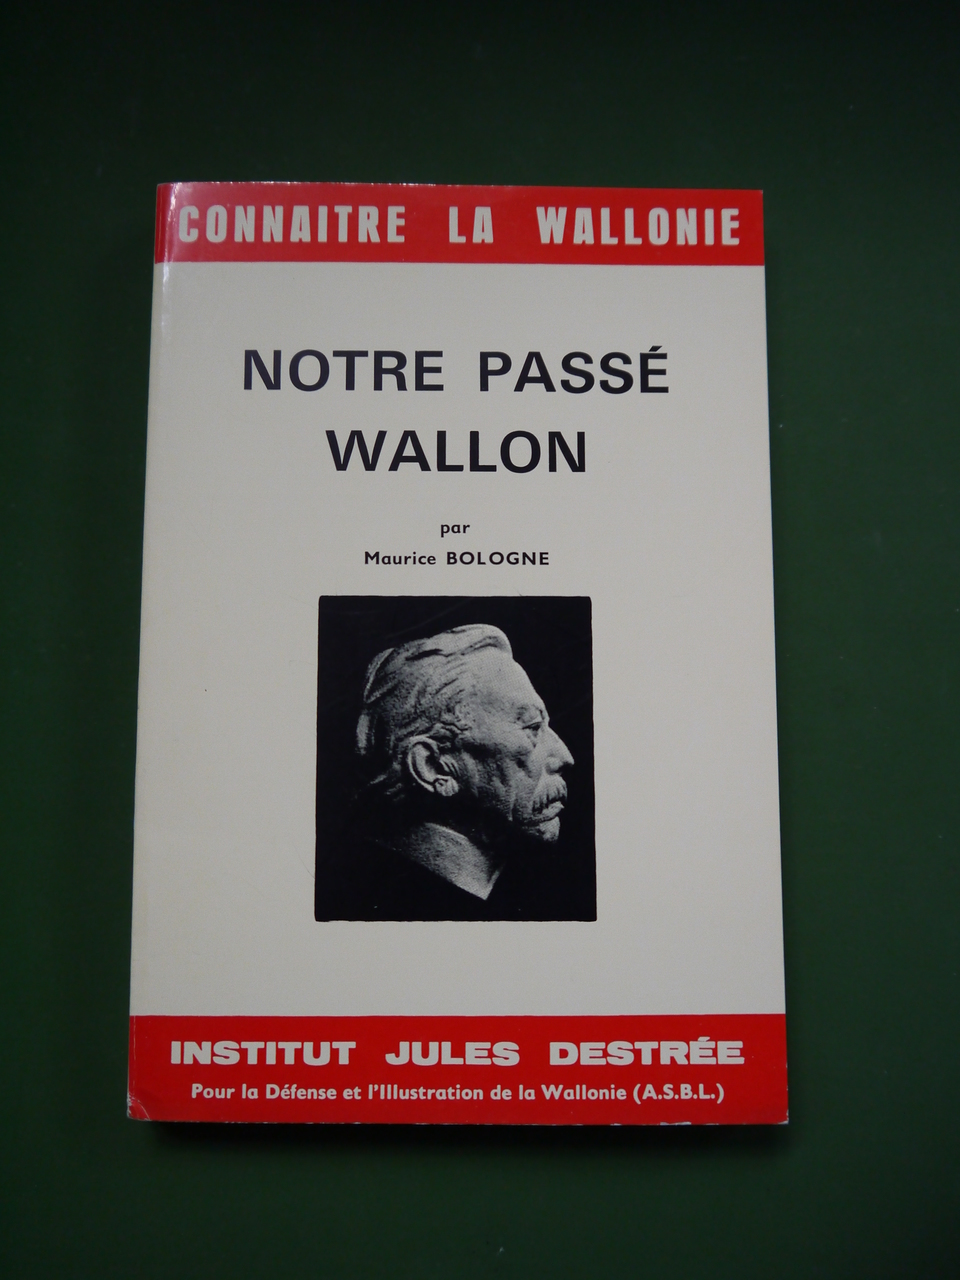 CONNAITRE LA WALLONIE
NOTRE PASSÉ
WALLON
par
Maurice BOLOGNE
INSTITUT JULES DESTRÉE
Pour la Défense et l'Illustration de la Wallonie (A.S.B.L.)